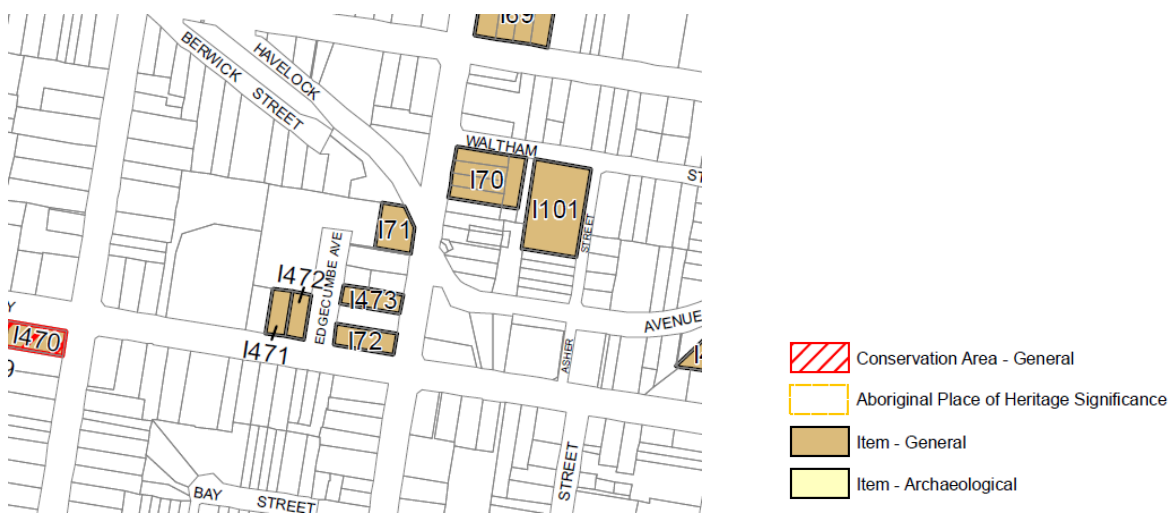 I69
BERWICK STREET
HAVELOCK
WALTHAM
ST
I70
I101
STREET
I71
EDGECUMBE AVE
I472
I473
I471
I72
Y
I470
9
AVENUE
ASHER
STREET
BAY STREET
Conservation Area - General
Aboriginal Place of Heritage Significance
Item - General
Item - Archaeological